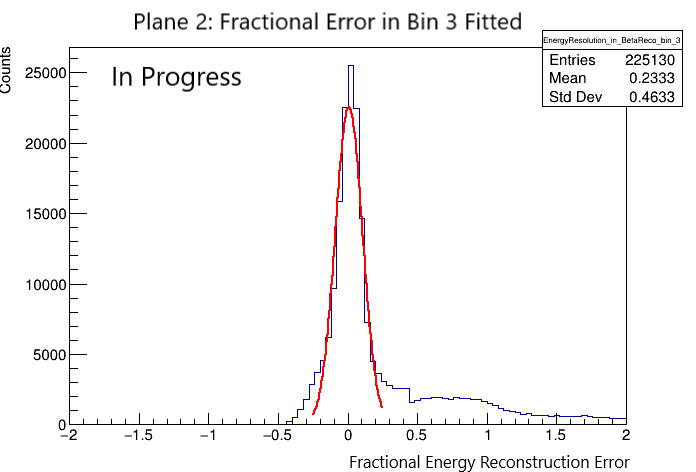 Plane 2: Fractional Error in Bin 3 Fitted
EnergyResolution_in_BetaReco_bin_3
Entries 225130
Mean 0.2333
Std Dev 0.4633
Counts
In Progress
25000
20000
15000
10000
5000
0
−2 −1.5 −1 −0.5 0 0.5 1 1.5 2
Fractional Energy Reconstruction Error